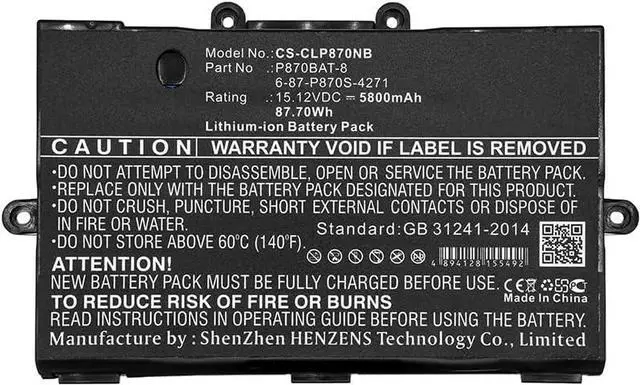 Model No.: CS-CLP870NB
Part No : P870BAT-8
6-87-P870S-4271
Rating : 15.12VDC ⎓ 5800mAh
87.70Wh
Lithium-ion Battery Pack
CAUTION WARRANTY VOID IF LABEL IS REMOVED
•DO NOT ATTEMPT TO DISASSEMBLE, OPEN OR SERVICE THE BATTERY PACK.
•REPLACE ONLY WITH THE BATTERY PACK DESIGNATED FOR THIS PRODUCT.
•DO NOT CRUSH, PUNCTURE, SHORT EXTERNAL CONTACTS OR DISPOSE OF
IN FIRE OR WATER.
Standard:GB 31241-2014
•DO NOT STORE ABOVE 60℃ (140℉).
4 894128 155492
ATTENTION!
NEW BATTERY PACK MUST BE FULLY CHARGED BEFORE USE.
CE
Made In China
TO REDUCE RISK OF FIRE OR BURNS
READ INSTRUCTIONS IN OPERATING GUIDE BEFORE USING THE BATTERY.
Manufacture by: ShenZhen HENZENS Technology Co., Limited